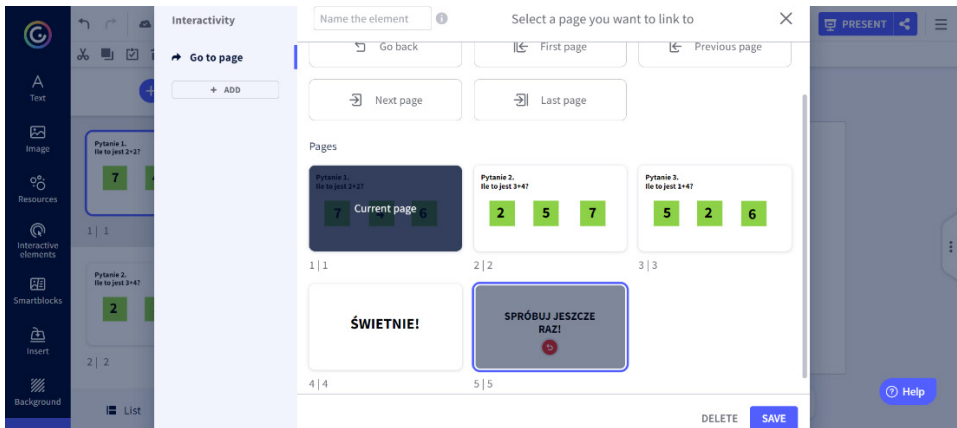 Interactivity
Name the element
Select a page you want to link to
PRESENT
Go to page
+ ADD
Go back
First page
Previous page
Next page
Last page
Text
Image
Resources
Interactive
elements
Smartblocks
Insert
Background
Pytanie 1.
Ile to jest 2+2?
7
1 | 1
Pytanie 2.
Ile to jest 3+4?
2
2 | 2
List
Pages
Pytanie 1.
Ile to jest 2+2?
7 4 6
Current page
1 | 1
Pytanie 2.
Ile to jest 3+4?
2 5 7
2 | 2
Pytanie 3.
Ile to jest 1+4?
5 2 6
3 | 3
ŚWIETNIE!
4 | 4
SPRÓBUJ JESZCZE
RAZ!
5 | 5
Help
DELETE
SAVE